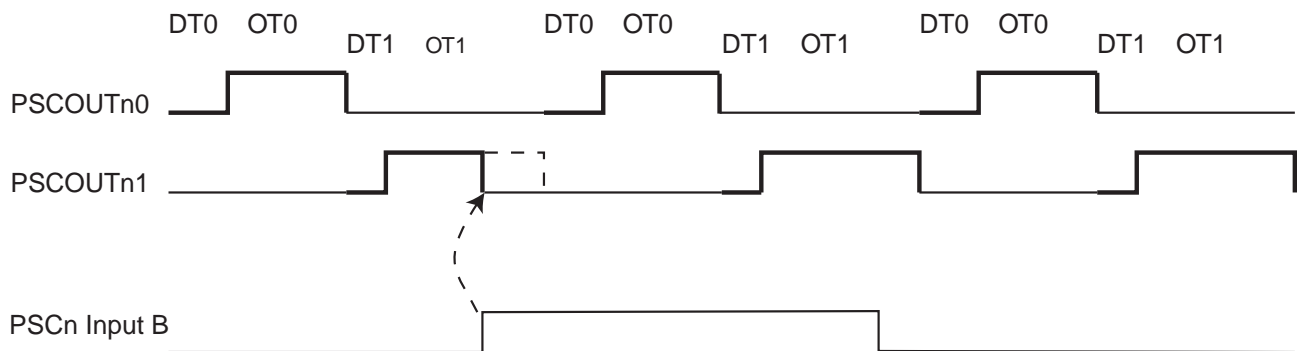 DT0 OT0 DT1 OT1 DT0 OT0 DT1 OT1 DT0 OT0 DT1 OT1
PSCOUTn0
PSCOUTn1
PSCn Input B